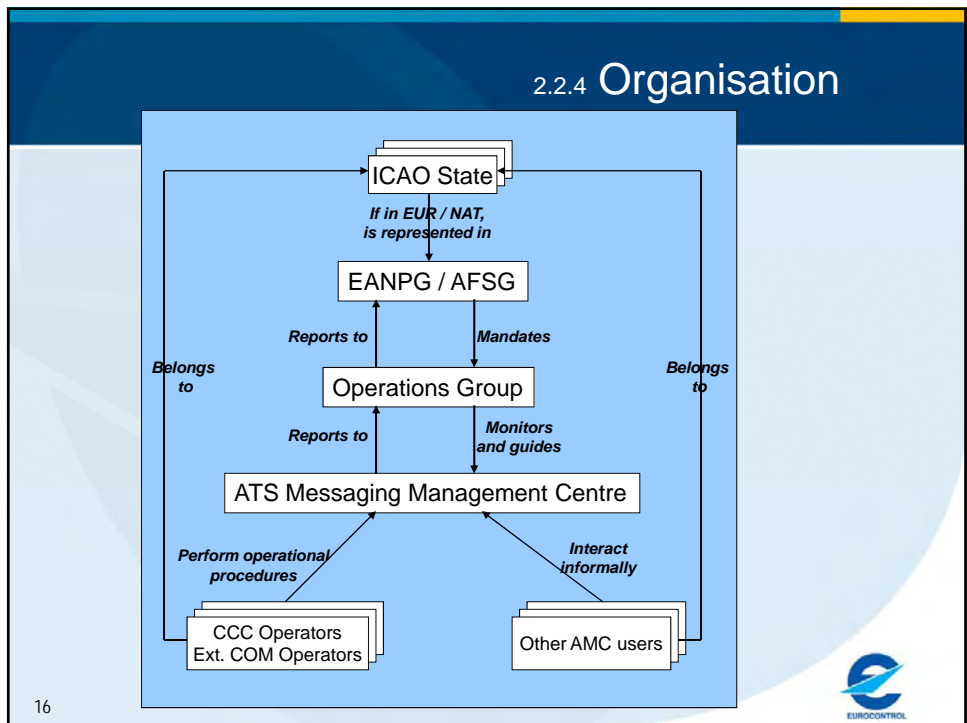 2.2.4 Organisation
ICAO State
If in EUR / NAT,
is represented in
EANPG / AFSG
Reports to
Mandates
Belongs
to
Belongs
to
Operations Group
Reports to
Monitors
and guides
ATS Messaging Management Centre
Perform operational
procedures
Interact
informally
CCC Operators
Ext. COM Operators
Other AMC users
16
EUROCONTROL